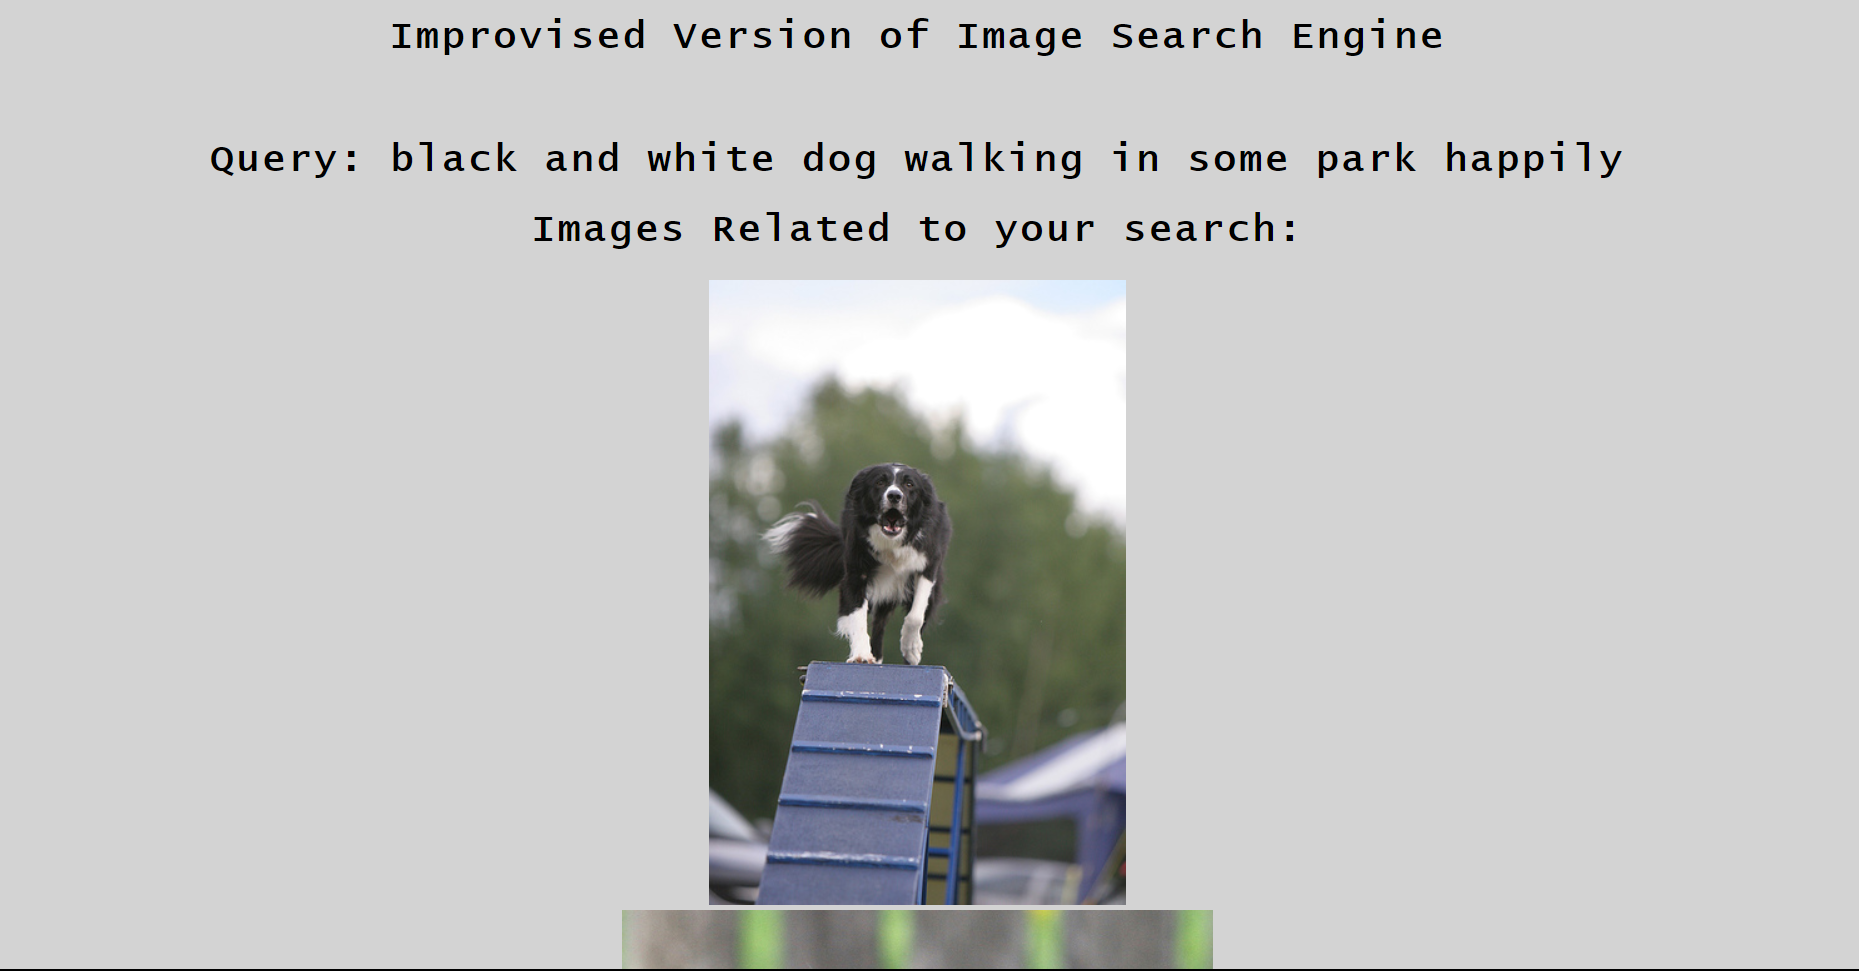 Improvised Version of Image Search Engine
Query: black and white dog walking in some park happily
Images Related to your search: